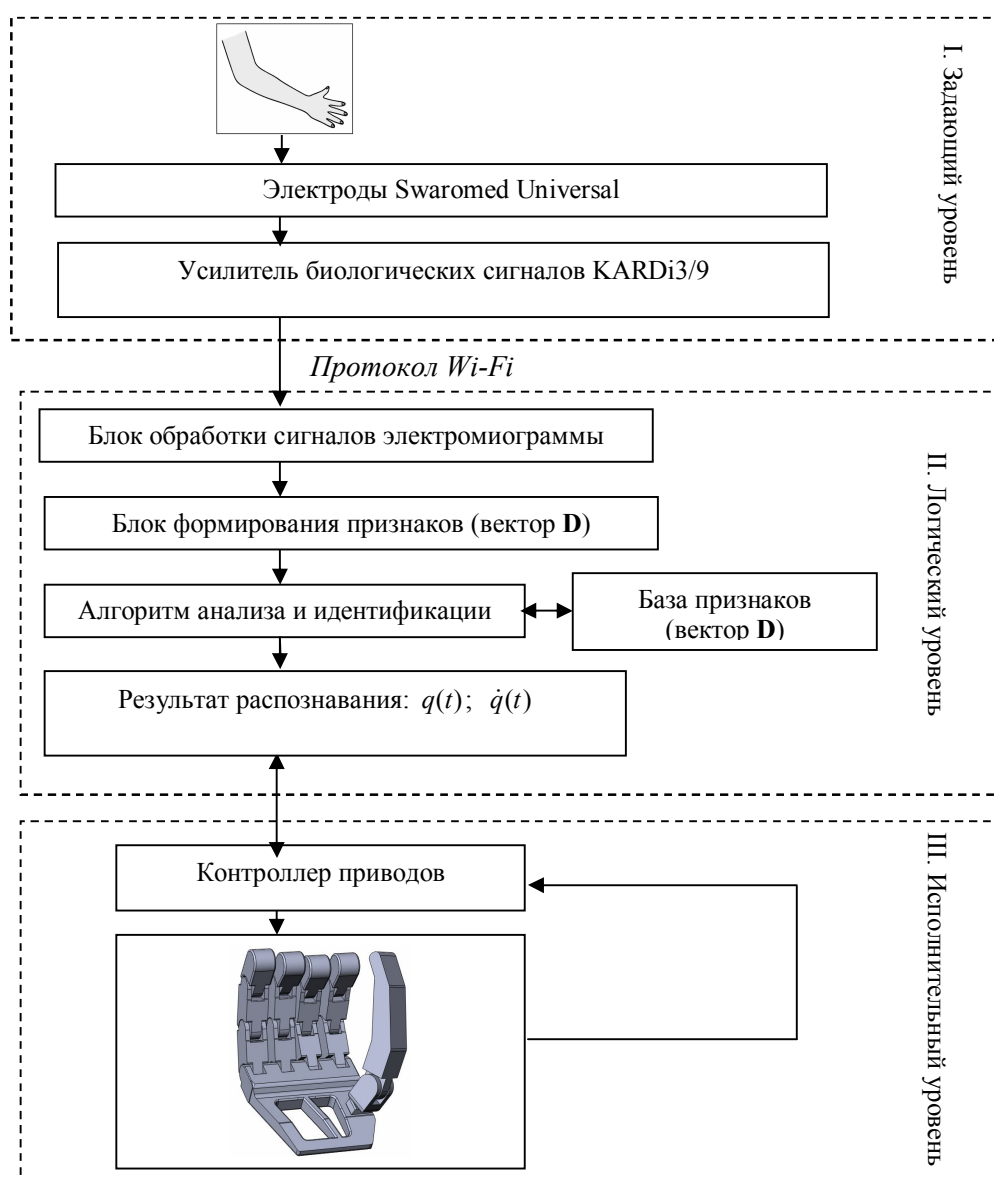 I. Задающий уровень
Электроды Swaromed Universal
Усилитель биологических сигналов KARDi3/9
Протокол Wi-Fi
II. Логический уровень
Блок обработки сигналов электромиограммы
Блок формирования признаков (вектор D)
Алгоритм анализа и идентификации
База признаков
(вектор D)
Результат распознавания: q(t); q̇(t)
III. Исполнительный уровень
Контроллер приводов